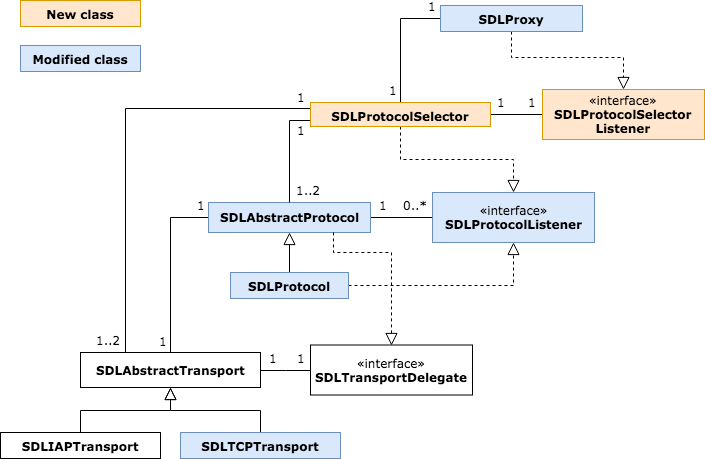 New class
Modified class
1
SDLProxy
1
«interface»
SDLProtocolSelector
Listener
1
SDLProtocolSelector
1
1
1
1..2
1
SDLAbstractProtocol
1
0..*
«interface»
SDLProtocolListener
SDLProtocol
1..2
1
SDLAbstractTransport
1
1
«interface»
SDLTransportDelegate
SDLIAPTransport
SDLTCPTransport